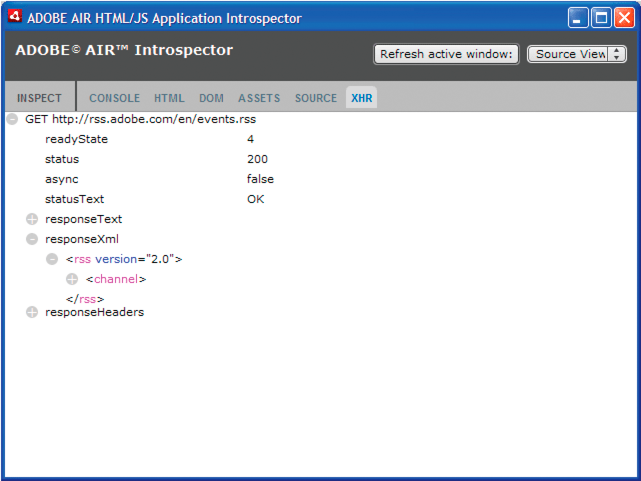 ADOBE AIR HTML/JS Application Introspector
ADOBE© AIR™ Introspector
Refresh active window:
Source View
INSPECT CONSOLE HTML DOM ASSETS SOURCE XHR
GET http://rss.adobe.com/en/events.rss
readyState 4
status 200
async false
statusText OK
responseText
responseXml
<rss version="2.0">
<channel>
</rss>
responseHeaders